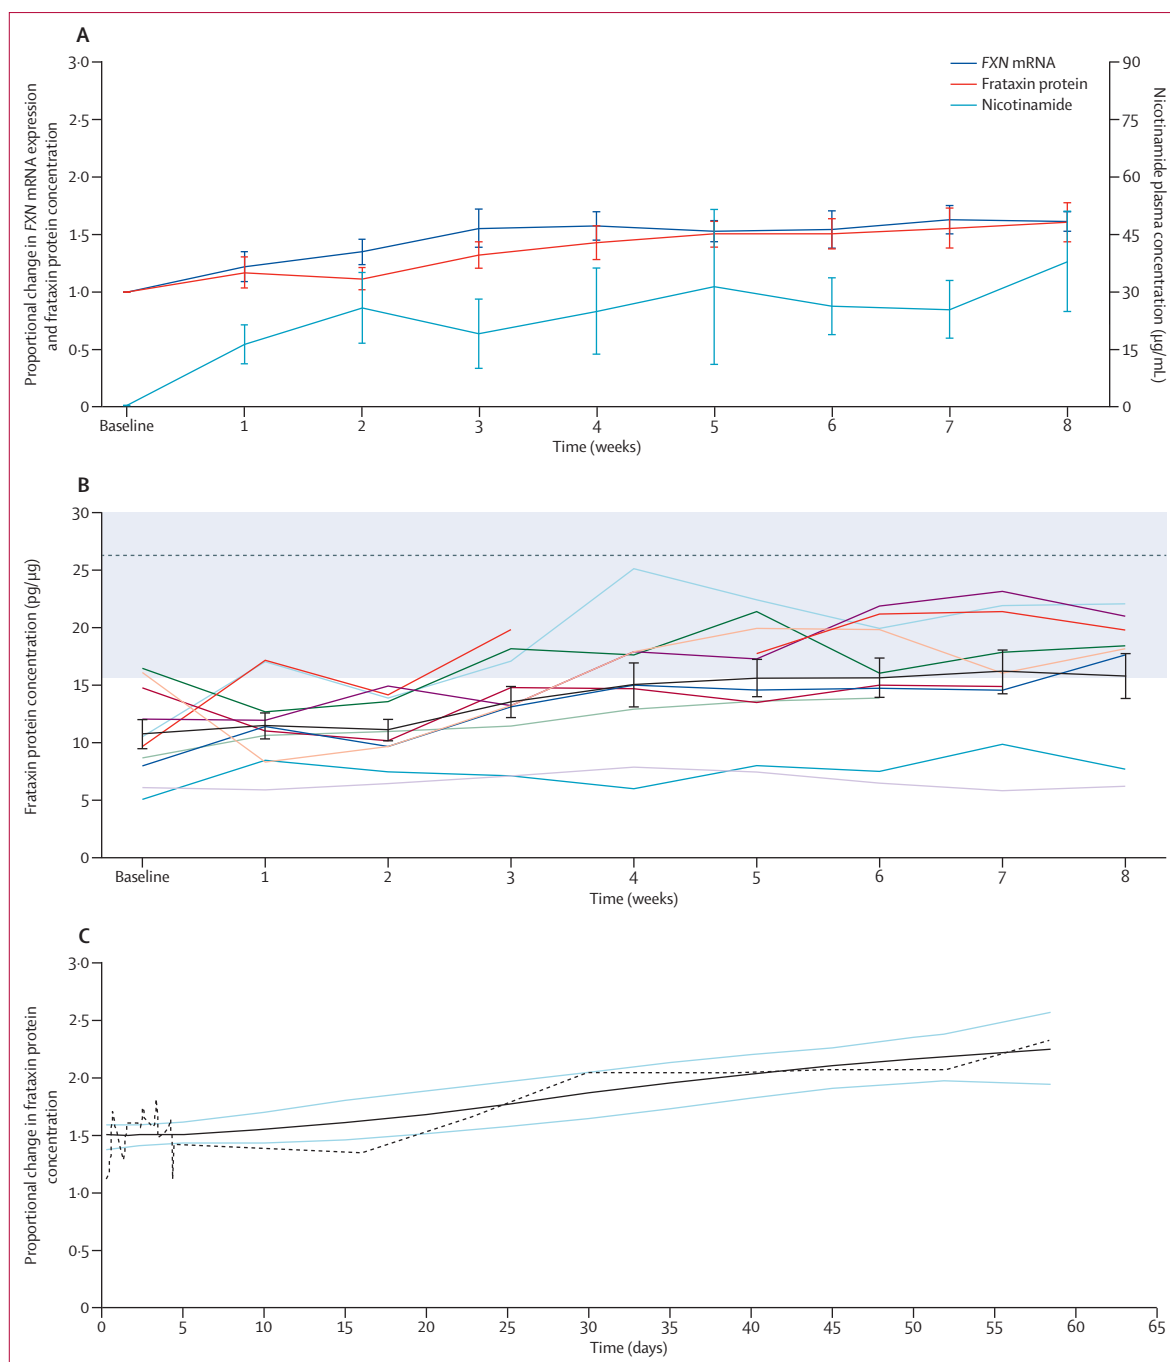 A
FXN mRNA
Frataxin protein
Nicotinamide
Proportional change in FXN mRNA expression
and frataxin protein concentration
3·0
2·5
2·0
1·5
1·0
0·5
0
90
75
60
45
30
15
0
Nicotinamide plasma concentration (µg/mL)
Baseline 1 2 3 4 5 6 7 8
Time (weeks)
B
Frataxin protein concentration (pg/µg)
30
25
20
15
10
5
0
Baseline 1 2 3 4 5 6 7 8
Time (weeks)
C
Proportional change in frataxin protein
concentration
3·0
2·5
2·0
1·5
1·0
0·5
0
0 5 10 15 20 25 30 35 40 45 50 55 60 65
Time (days)